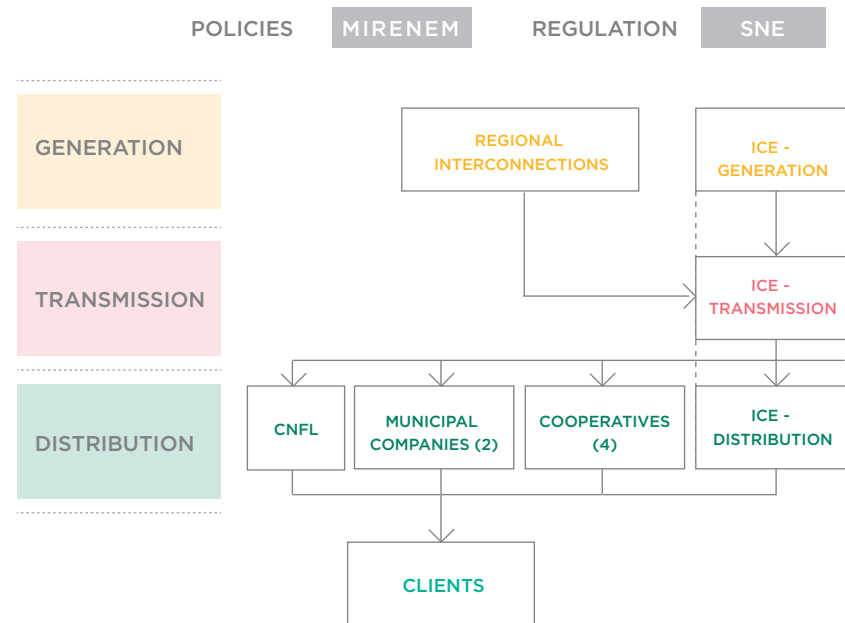 POLICIES MIRENEM REGULATION SNE
GENERATION
REGIONAL
INTERCONNECTIONS
ICE -
GENERATION
TRANSMISSION
ICE -
TRANSMISSION
DISTRIBUTION
CNFL
MUNICIPAL
COMPANIES (2)
COOPERATIVES
(4)
ICE -
DISTRIBUTION
CLIENTS